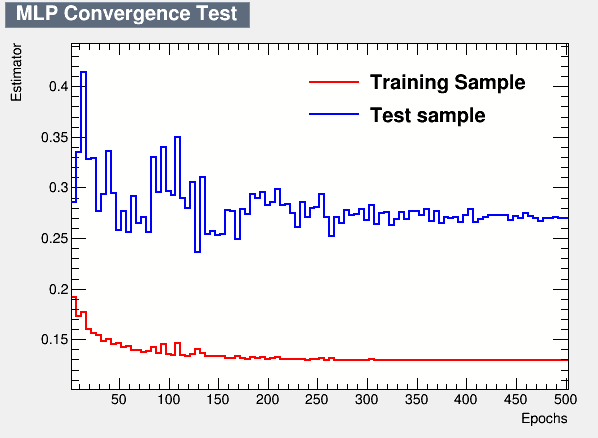 MLP Convergence Test
Estimator
0.4
0.35
0.3
0.25
0.2
0.15
Training Sample
Test sample
50 100 150 200 250 300 350 400 450 500
Epochs